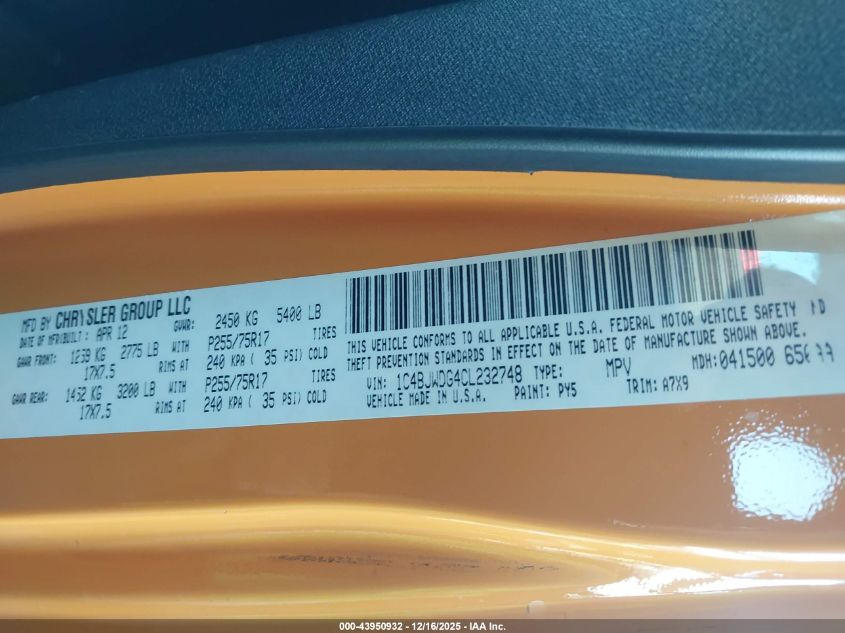 MFD BY CHRYSLER GROUP LLC
DATE OF MFR/BUILT: APR 12 GVWR: 2450 KG 5400 LB
GAWR FRONT: 1259 KG 2775 LB WITH P255/75R17 TIRES
17X7.5 RIMS AT 240 KPA ( 35 PSI) COLD
GAWR REAR: 1452 KG 3200 LB WITH P255/75R17 TIRES
17X7.5 RIMS AT 240 KPA ( 35 PSI) COLD
THIS VEHICLE CONFORMS TO ALL APPLICABLE U.S.A. FEDERAL MOTOR VEHICLE SAFETY
THEFT PREVENTION STANDARDS IN EFFECT ON THE DATE OF MANUFACTURE SHOWN ABOVE.
VIN: 1C4BJWDG4CL232748 TYPE: MPV MDH: 041500
VEHICLE MADE IN U.S.A. PAINT: PY5 TRIM: A7X9
000-43950932 - 12/16/2025 - IAA Inc.